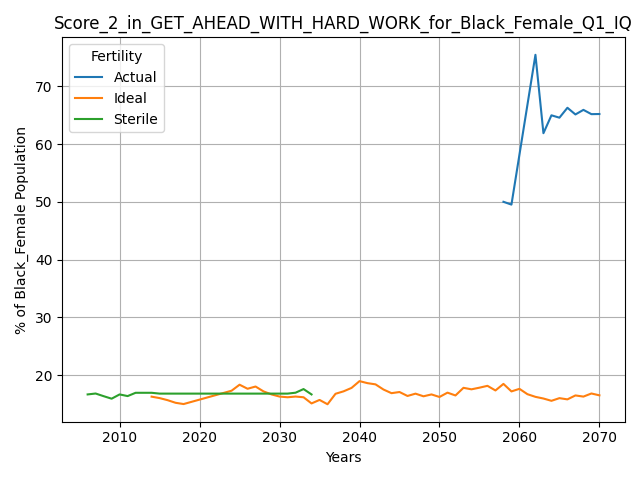 Score_2_in_GET_AHEAD_WITH_HARD_WORK_for_Black_Female_Q1_IQ
Fertility
Actual
Ideal
Sterile
% of Black_Female Population
70
60
50
40
30
20
2010 2020 2030 2040 2050 2060 2070
Years